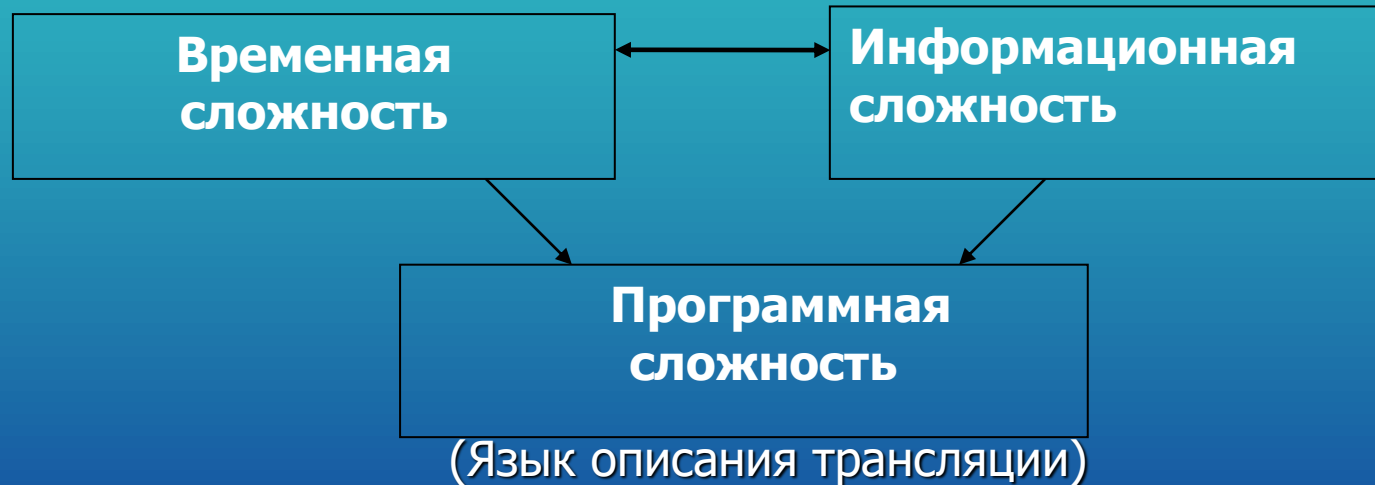 Временная
сложность
Информационная
сложность
Программная
сложность
(Язык описания трансляции)